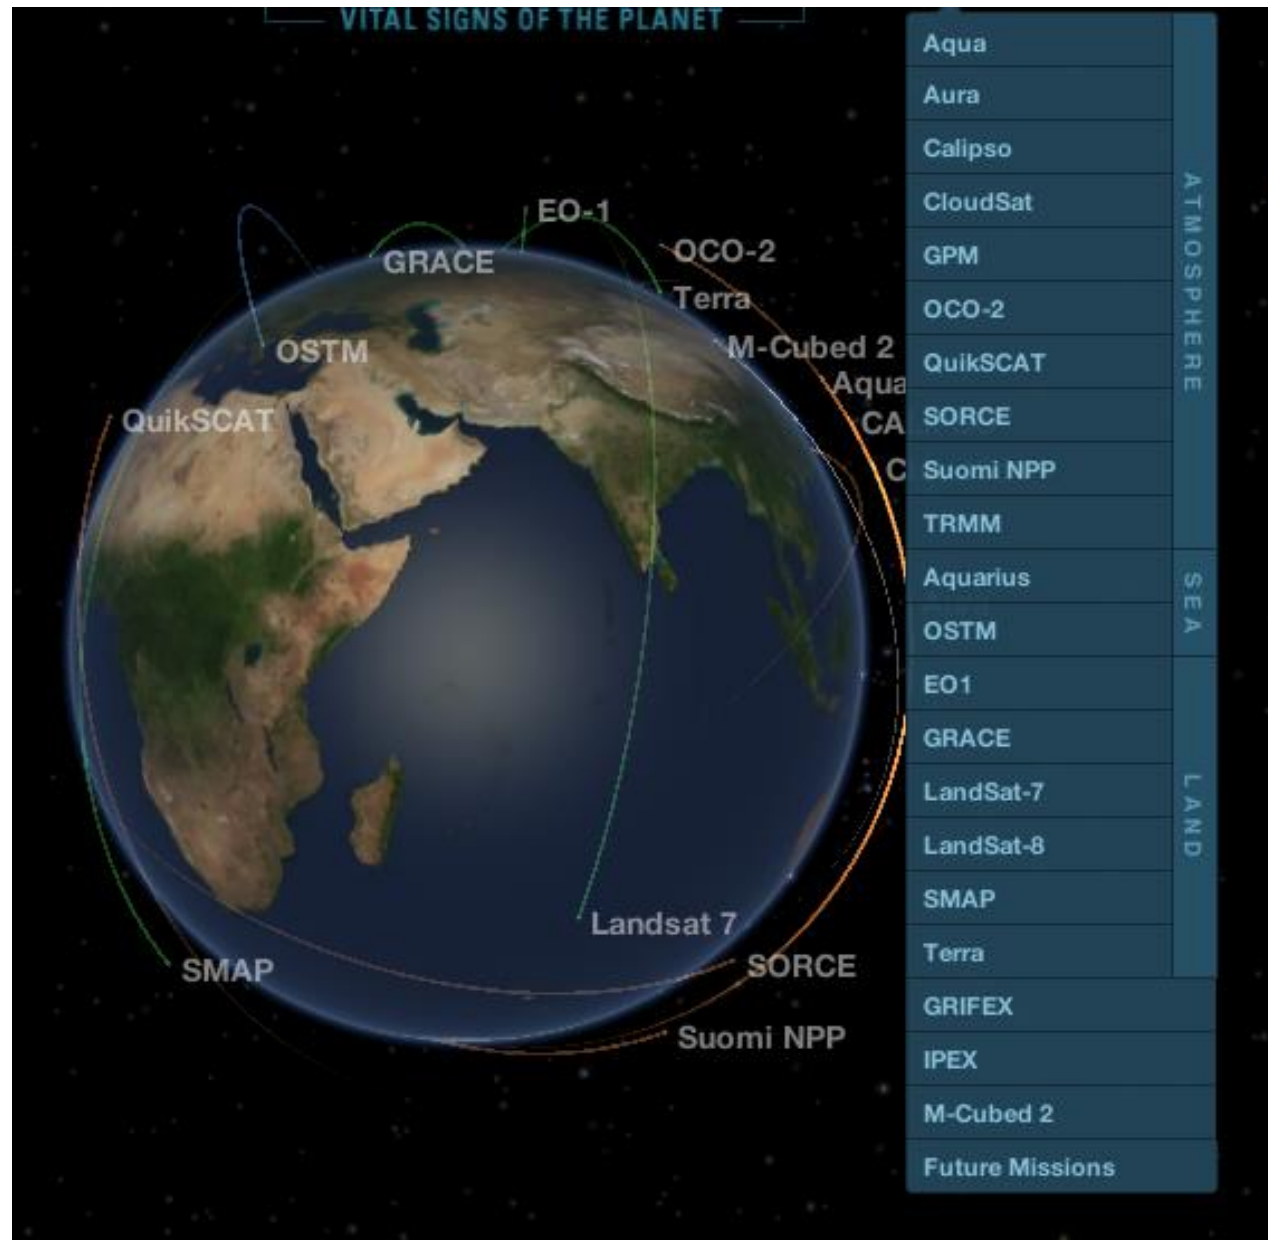 VITAL SIGNS OF THE PLANET
EO-1
GRACE
OCO-2
Terra
OSTM
M-Cubed 2
Aqua
QuikSCAT
CA
C
Landsat 7
SORCE
SMAP
Suomi NPP
Aqua
Aura
Calipso
CloudSat
GPM
OCO-2
QuikSCAT
SORCE
Suomi NPP
TRMM
ATMOSPHERE
Aquarius
OSTM
SEA
EO1
GRACE
LandSat-7
LandSat-8
SMAP
Terra
LAND
GRIFEX
IPEX
M-Cubed 2
Future Missions